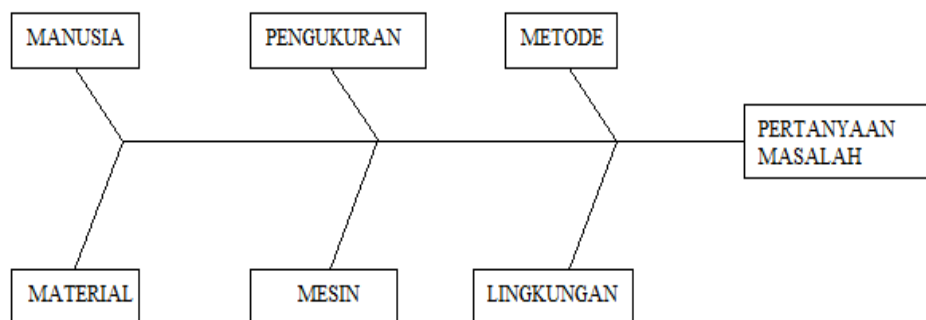 MANUSIA
PENGUKURAN
METODE
PERTANYAAN
MASALAH
MATERIAL
MESIN
LINGKUNGAN